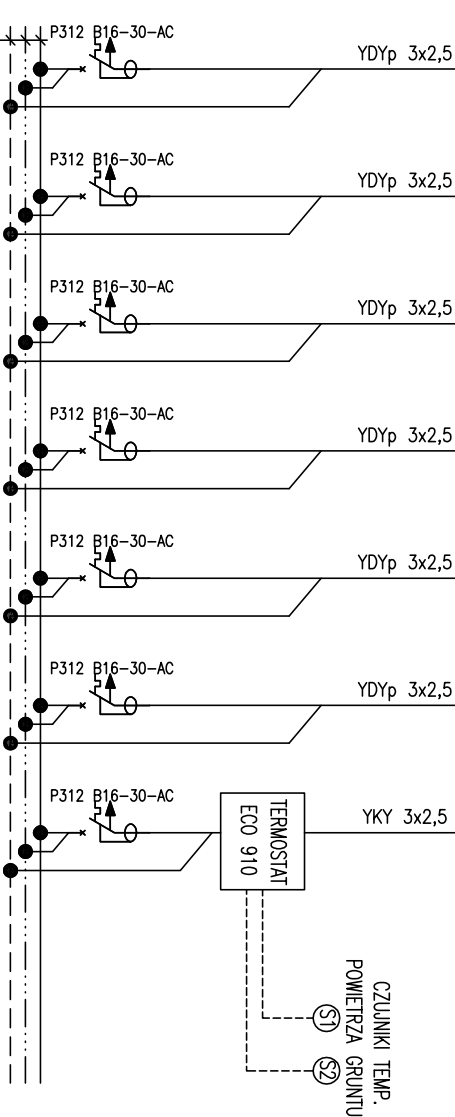 P312 B16-30-AC
YDYp 3x2,5
P312 B16-30-AC
YDYp 3x2,5
P312 B16-30-AC
YDYp 3x2,5
P312 B16-30-AC
YDYp 3x2,5
P312 B16-30-AC
YDYp 3x2,5
P312 B16-30-AC
YDYp 3x2,5
P312 B16-30-AC
YKY 3x2,5
TERMOSTAT
ECO 910
CZUJNIKI TEMP.
POWIETRZA GRUNTU
S1
S2